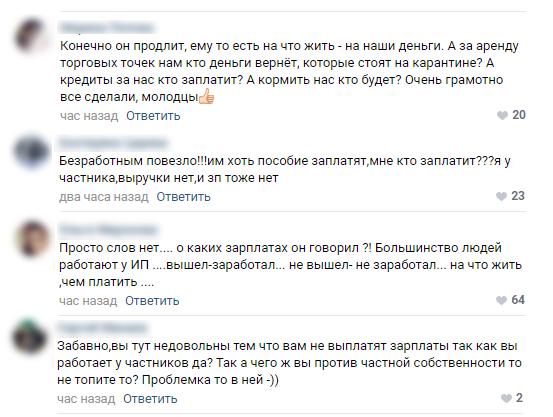 Конечно он продлит, ему то есть на что жить - на наши деньги. А за аренду
торговых точек нам кто деньги вернёт, которые стоят на карантине? А
кредиты за нас кто заплатит? А кормить нас кто будет? Очень грамотно
все сделали, молодцы👍
час назад Ответить 20
Безработным повезло!!!им хоть пособие заплатят,мне кто заплатит???я у
частника,выручки нет,и зп тоже нет
два часа назад Ответить 23
Просто слов нет.... о каких зарплатах он говорил ?! Большинство людей
работают у ИП ....вышел-заработал... не вышел- не заработал... на что жить
,чем платить ....
час назад Ответить 64
Забавно,вы тут недовольны тем что вам не выплатят зарплаты так как вы
работает у частников да? Так а чего ж вы против частной собственности то
не топите то? Проблемка то в ней -))
час назад Ответить 2